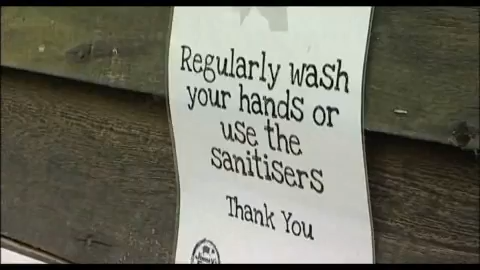 Regularly wash
your hands or
use the
sanitisers
Thank You